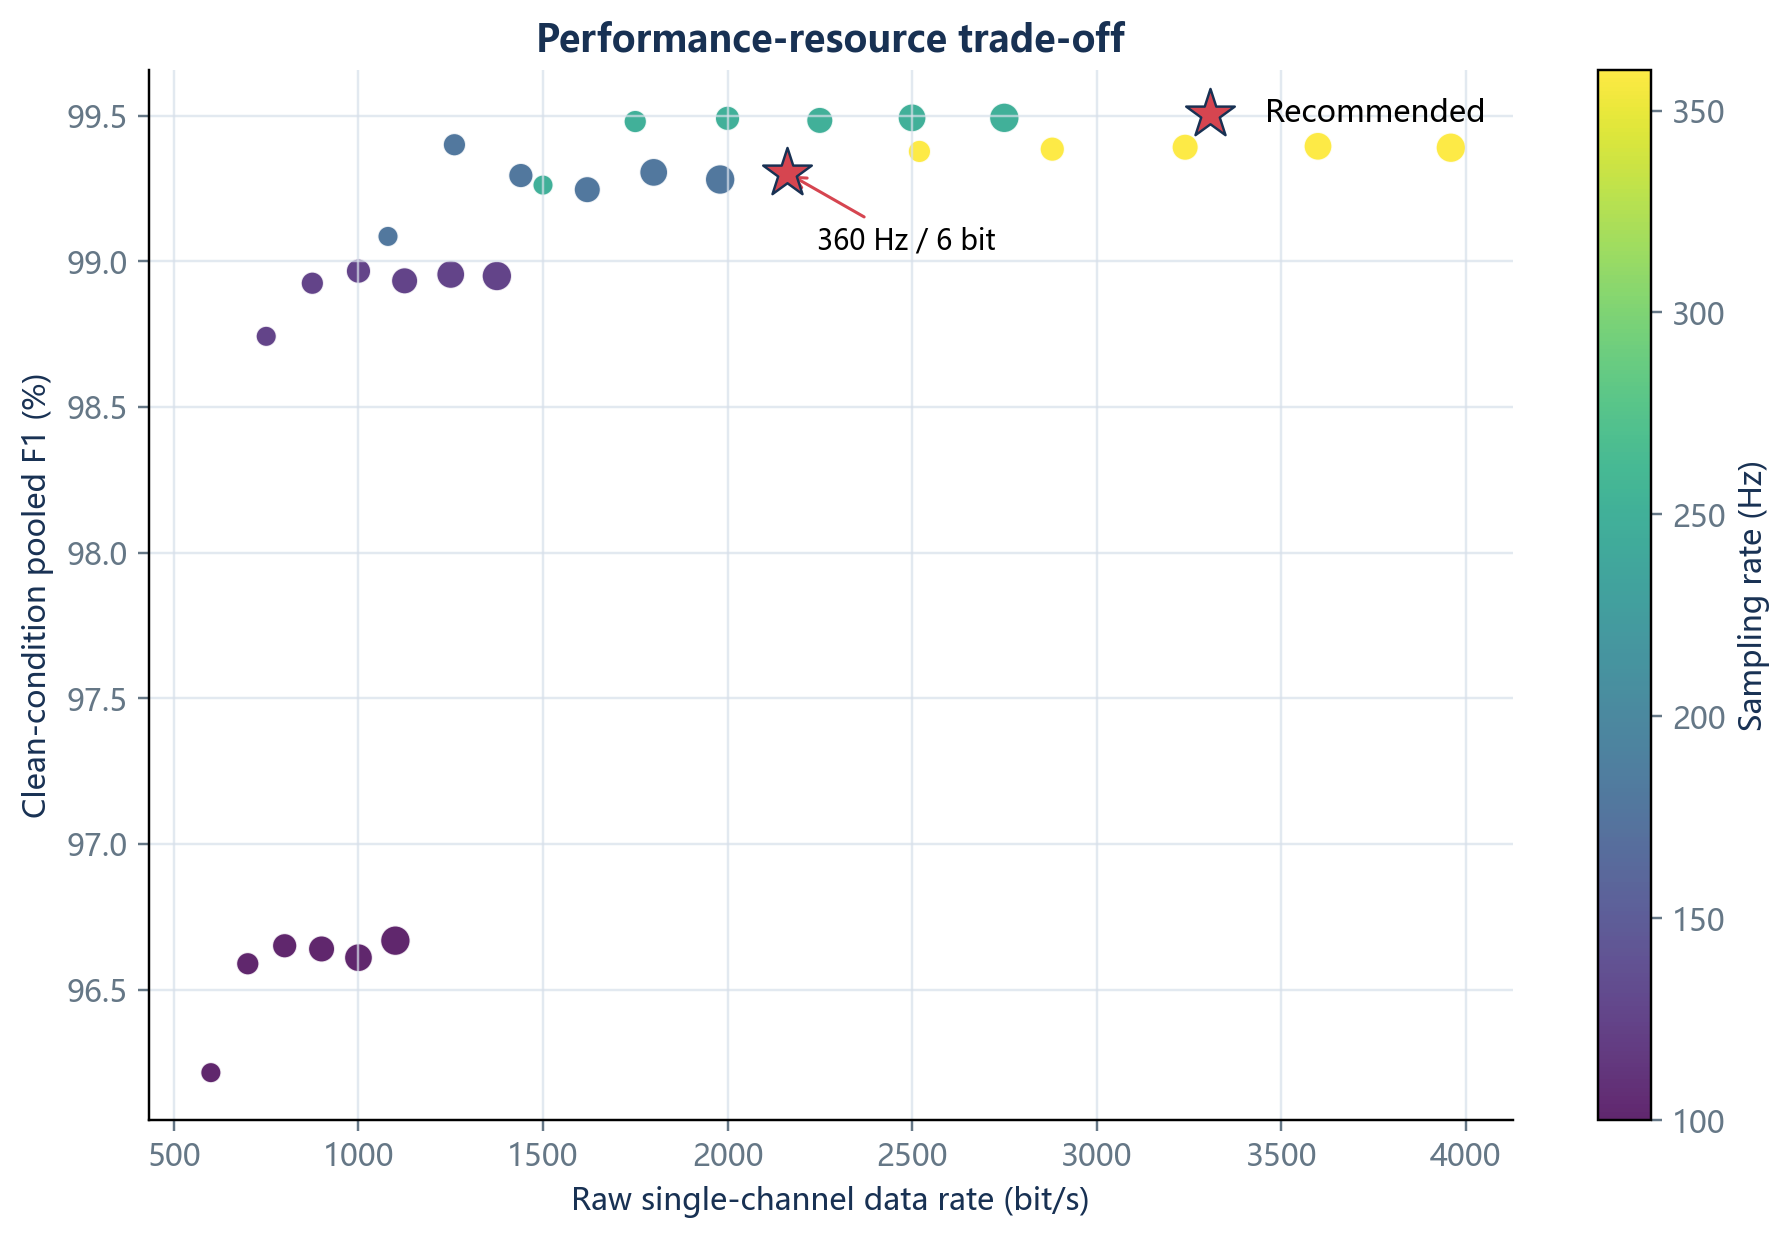 Performance-resource trade-off
Recommended
360 Hz / 6 bit
Clean-condition pooled F1 (%)
99.5
99.0
98.5
98.0
97.5
97.0
96.5
500 1000 1500 2000 2500 3000 3500 4000
Raw single-channel data rate (bit/s)
350
300
250
200
150
100
Sampling rate (Hz)